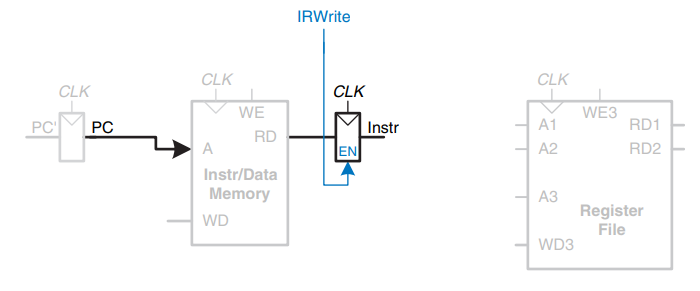 IRWrite
CLK
CLK
CLK
CLK
PC'
PC
WE
RD
A
Instr/Data
Memory
WD
EN
Instr
WE3
A1
RD1
A2
RD2
A3
Register
File
WD3